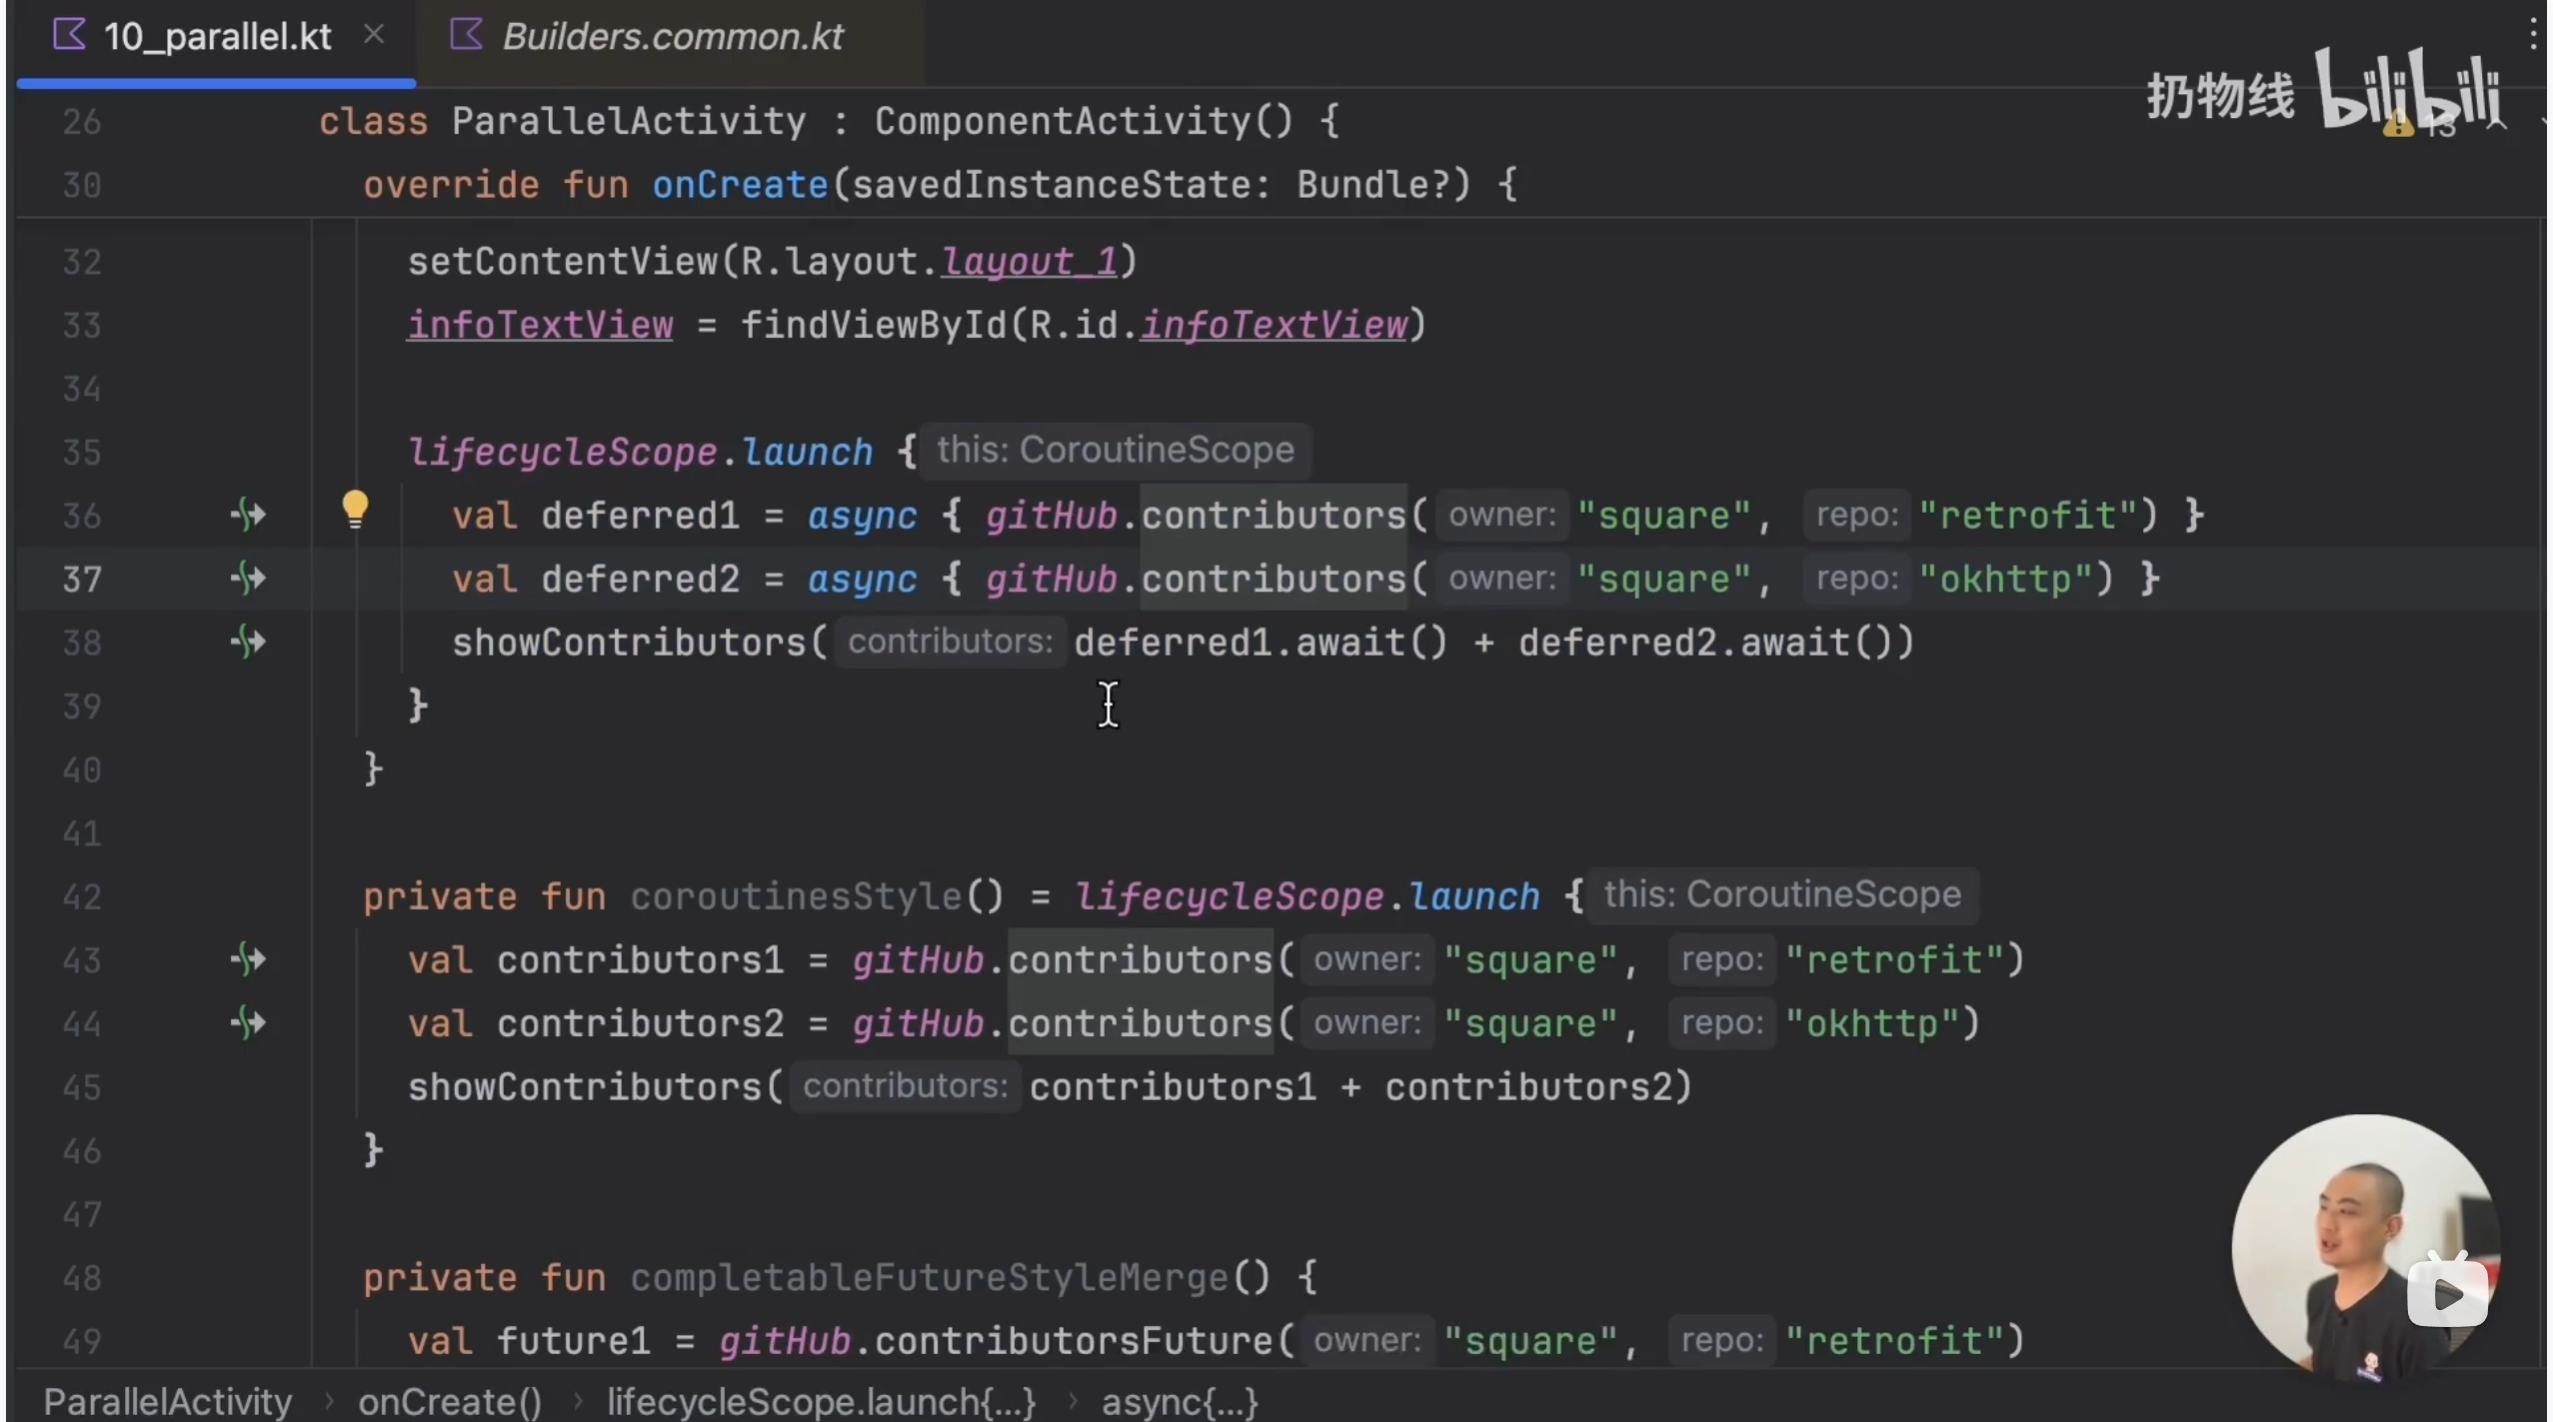 10_parallel.kt × Builders.common.kt
扔物线 bilibili
13
26 class ParallelActivity : ComponentActivity() {
30 override fun onCreate(savedInstanceState: Bundle?) {
32 setContentView(R.layout.layout_1)
33 infoTextView = findViewById(R.id.infoTextView)
34
35 lifecycleScope.launch { this: CoroutineScope
36 val deferred1 = async { gitHub.contributors( owner: "square", repo: "retrofit") }
37 val deferred2 = async { gitHub.contributors( owner: "square", repo: "okhttp") }
38 showContributors( contributors: deferred1.await() + deferred2.await())
39 }
40 }
41
42 private fun coroutinesStyle() = lifecycleScope.launch { this: CoroutineScope
43 val contributors1 = gitHub.contributors( owner: "square", repo: "retrofit")
44 val contributors2 = gitHub.contributors( owner: "square", repo: "okhttp")
45 showContributors( contributors: contributors1 + contributors2)
46 }
47
48 private fun completableFutureStyleMerge() {
49 val future1 = gitHub.contributorsFuture( owner: "square", repo: "retrofit")
ParallelActivity › onCreate() › lifecycleScope.launch{...} › async{...}